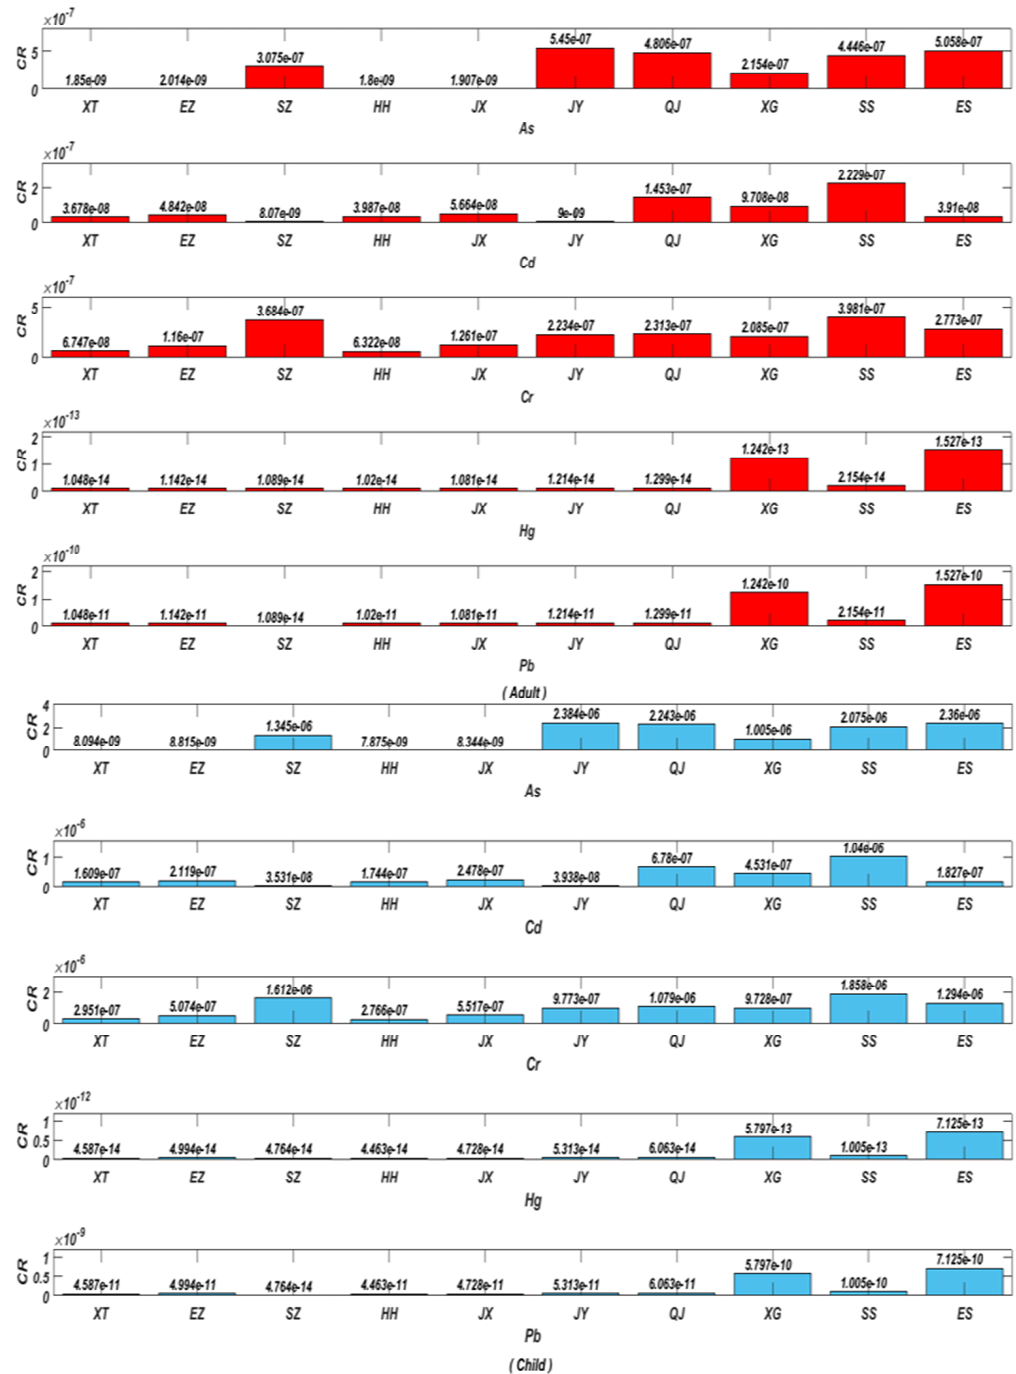 ×10-7
CR
5
0
1.85e-09 2.014e-09 3.075e-07 1.8e-09 1.907e-09 5.45e-07 4.806e-07 2.154e-07 4.446e-07 5.058e-07
XT EZ SZ HH JX JY QJ XG SS ES
As
×10-7
CR
2
0
3.678e-08 4.842e-08 8.07e-09 3.987e-08 5.664e-08 9e-09 1.453e-07 9.708e-08 2.229e-07 3.91e-08
XT EZ SZ HH JX JY QJ XG SS ES
Cd
×10-7
CR
5
0
6.747e-08 1.16e-07 3.684e-07 6.322e-08 1.261e-07 2.234e-07 2.313e-07 2.085e-07 3.981e-07 2.773e-07
XT EZ SZ HH JX JY QJ XG SS ES
Cr
×10-13
CR
2
1
0
1.048e-14 1.142e-14 1.089e-14 1.02e-14 1.081e-14 1.214e-14 1.299e-14 1.242e-13 2.154e-14 1.527e-13
XT EZ SZ HH JX JY QJ XG SS ES
Hg
×10-10
CR
2
1
0
1.048e-11 1.142e-11 1.089e-14 1.02e-11 1.081e-11 1.214e-11 1.299e-11 1.242e-10 2.154e-11 1.527e-10
XT EZ SZ HH JX JY QJ XG SS ES
Pb
( Adult )
CR
4
2
0
8.094e-09 8.815e-09 1.345e-06 7.875e-09 8.344e-09 2.384e-06 2.243e-06 1.005e-06 2.075e-06 2.36e-06
XT EZ SZ HH JX JY QJ XG SS ES
As
×10-6
CR
1
0
1.609e-07 2.119e-07 3.531e-08 1.744e-07 2.478e-07 3.938e-08 6.78e-07 4.531e-07 1.04e-06 1.827e-07
XT EZ SZ HH JX JY QJ XG SS ES
Cd
×10-6
CR
2
0
2.951e-07 5.074e-07 1.612e-06 2.766e-07 5.517e-07 9.773e-07 1.079e-06 9.728e-07 1.858e-06 1.294e-06
XT EZ SZ HH JX JY QJ XG SS ES
Cr
×10-12
CR
1
0.5
0
4.587e-14 4.994e-14 4.764e-14 4.463e-14 4.728e-14 5.313e-14 6.063e-14 5.797e-13 1.005e-13 7.125e-13
XT EZ SZ HH JX JY QJ XG SS ES
Hg
×10-9
CR
1
0.5
0
4.587e-11 4.994e-11 4.764e-14 4.463e-11 4.728e-11 5.313e-11 6.063e-11 5.797e-10 1.005e-10 7.125e-10
XT EZ SZ HH JX JY QJ XG SS ES
Pb
( Child )